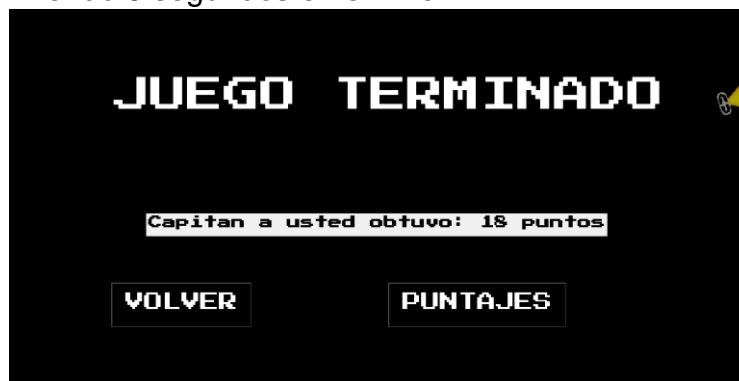 JUEGO TERMINADO
Capitan a usted obtuvo: 18 puntos
VOLVER PUNTAJES